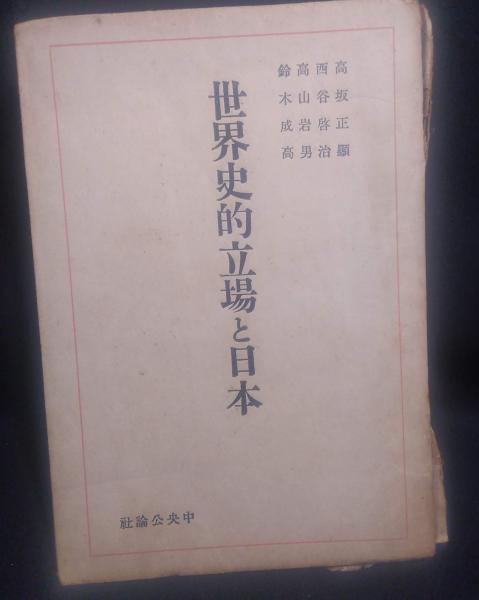 高坂正顯
西谷啓治
高山岩男
鈴木成高
世界史的立場と日本
中央公論社